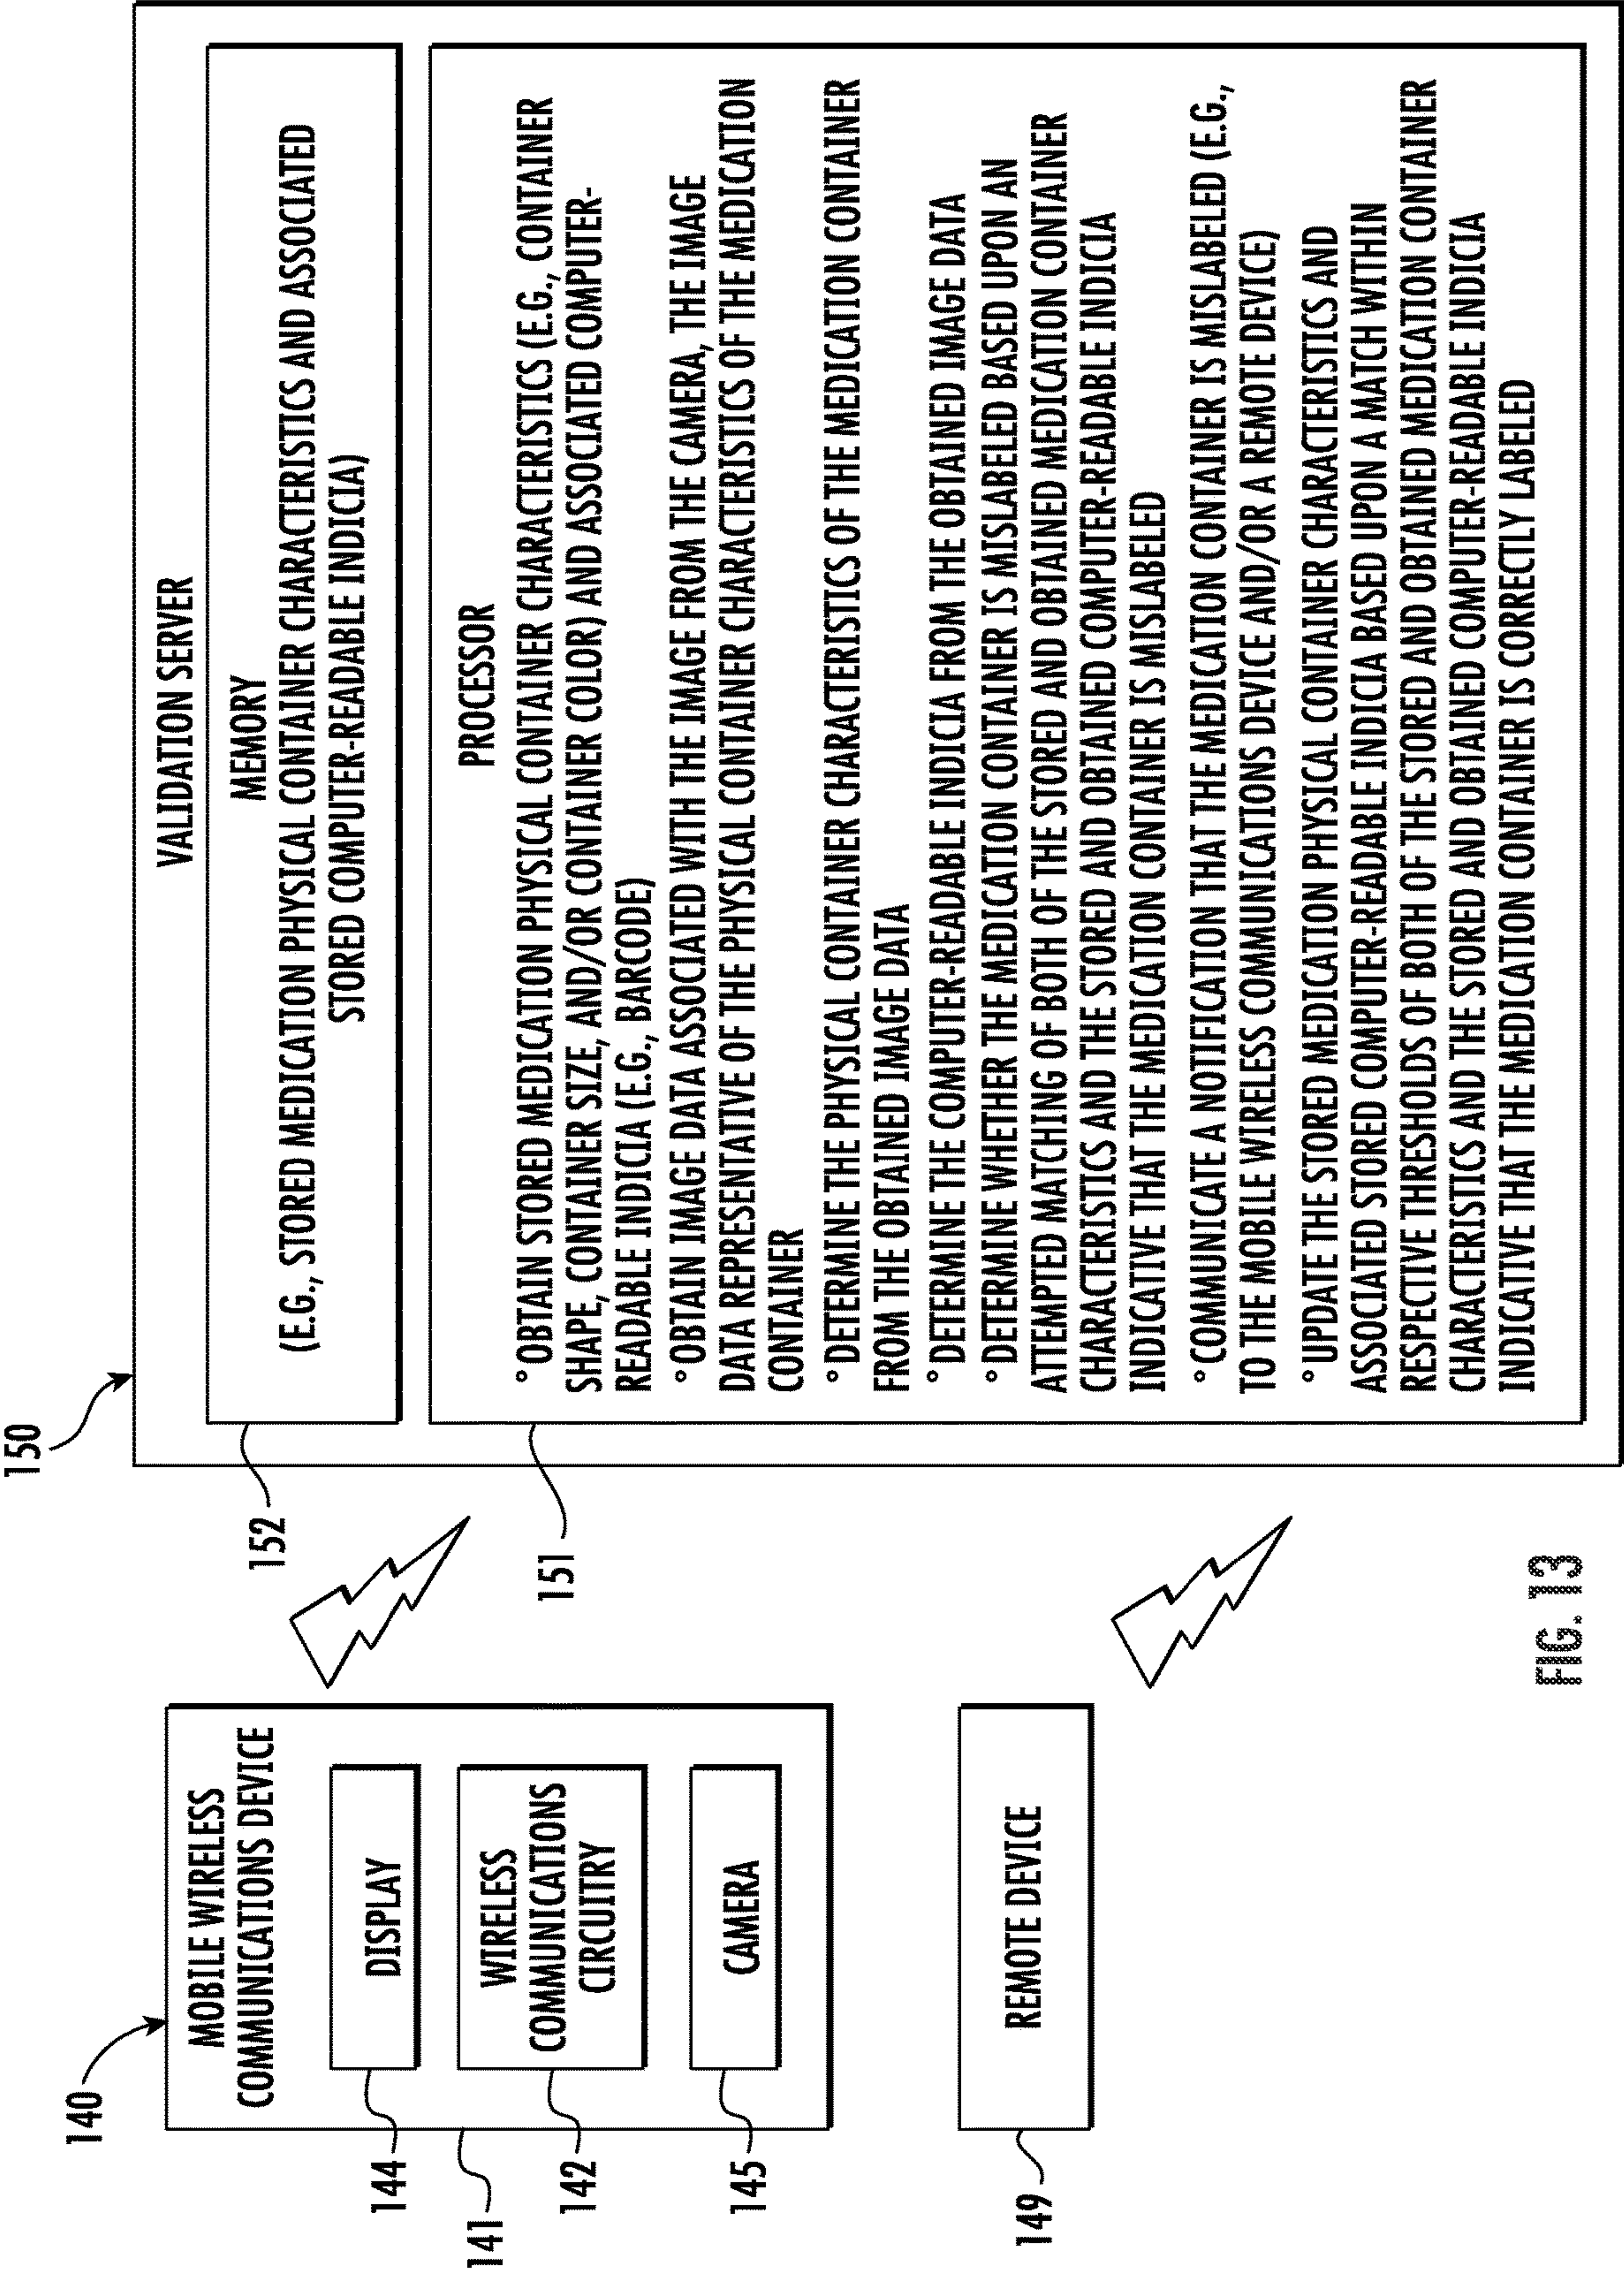 140
MOBILE WIRELESS
COMMUNICATIONS DEVICE
DISPLAY
144
WIRELESS
COMMUNICATIONS
CIRCUITRY
142
141
CAMERA
145
REMOTE DEVICE
149
150
VALIDATION SERVER
MEMORY
(E.G., STORED MEDICATION PHYSICAL CONTAINER CHARACTERISTICS AND ASSOCIATED
STORED COMPUTER-READABLE INDICIA)
152
PROCESSOR
°OBTAIN STORED MEDICATION PHYSICAL CONTAINER CHARACTERISTICS (E.G., CONTAINER
SHAPE, CONTAINER SIZE, AND/OR CONTAINER COLOR) AND ASSOCIATED COMPUTER-
READABLE INDICIA (E.G., BARCODE)
°OBTAIN IMAGE DATA ASSOCIATED WITH THE IMAGE FROM THE CAMERA, THE IMAGE
DATA REPRESENTATIVE OF THE PHYSICAL CONTAINER CHARACTERISTICS OF THE MEDICATION
CONTAINER
°DETERMINE THE PHYSICAL CONTAINER CHARACTERISTICS OF THE MEDICATION CONTAINER
FROM THE OBTAINED IMAGE DATA
°DETERMINE THE COMPUTER-READABLE INDICIA FROM THE OBTAINED IMAGE DATA
°DETERMINE WHETHER THE MEDICATION CONTAINER IS MISLABELED BASED UPON AN
ATTEMPTED MATCHING OF BOTH OF THE STORED AND OBTAINED MEDICATION CONTAINER
CHARACTERISTICS AND THE STORED AND OBTAINED COMPUTER-READABLE INDICIA
INDICATIVE THAT THE MEDICATION CONTAINER IS MISLABELED
°COMMUNICATE A NOTIFICATION THAT THE MEDICATION CONTAINER IS MISLABELED (E.G.,
TO THE MOBILE WIRELESS COMMUNICATIONS DEVICE AND/OR A REMOTE DEVICE)
°UPDATE THE STORED MEDICATION PHYSICAL CONTAINER CHARACTERISTICS AND
ASSOCIATED STORED COMPUTER-READABLE INDICIA BASED UPON A MATCH WITHIN
RESPECTIVE THRESHOLDS OF BOTH OF THE STORED AND OBTAINED MEDICATION CONTAINER
CHARACTERISTICS AND THE STORED AND OBTAINED COMPUTER-READABLE INDICIA
INDICATIVE THAT THE MEDICATION CONTAINER IS CORRECTLY LABELED
151
FIG. 13